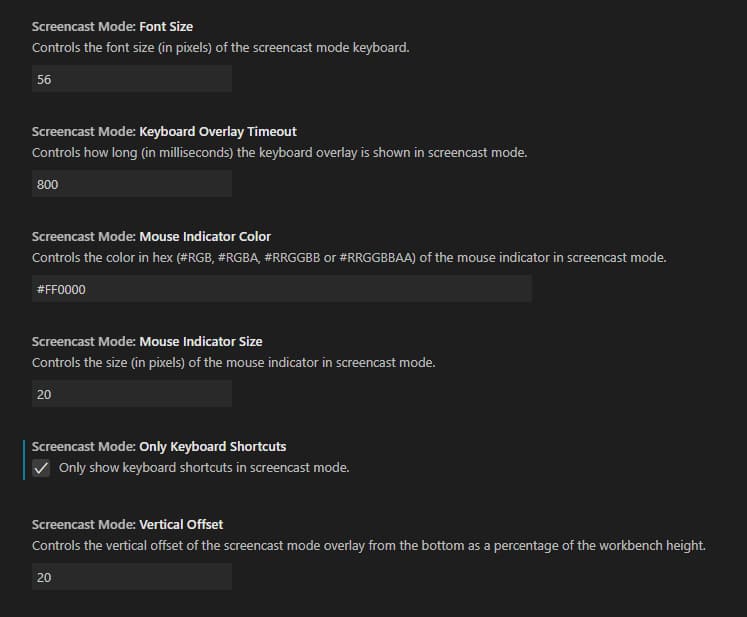 Screencast Mode: Font Size
Controls the font size (in pixels) of the screencast mode keyboard.
56
Screencast Mode: Keyboard Overlay Timeout
Controls how long (in milliseconds) the keyboard overlay is shown in screencast mode.
800
Screencast Mode: Mouse Indicator Color
Controls the color in hex (#RGB, #RGBA, #RRGGBB or #RRGGBBAA) of the mouse indicator in screencast mode.
#FF0000
Screencast Mode: Mouse Indicator Size
Controls the size (in pixels) of the mouse indicator in screencast mode.
20
Screencast Mode: Only Keyboard Shortcuts
Only show keyboard shortcuts in screencast mode.
Screencast Mode: Vertical Offset
Controls the vertical offset of the screencast mode overlay from the bottom as a percentage of the workbench height.
20